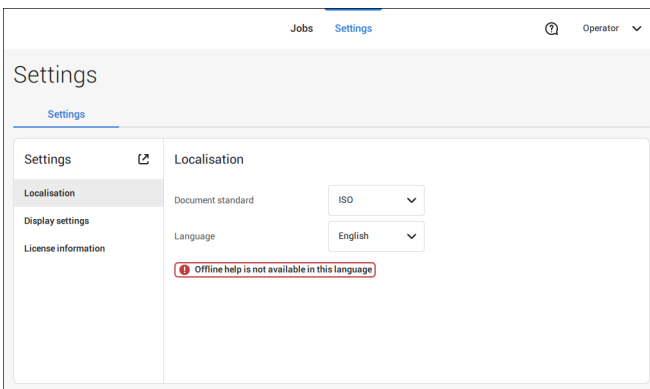 Jobs Settings Operator
Settings
Settings
Settings
Localisation
Display settings
License information
Localisation
Document standard ISO
Language English
Offline help is not available in this language